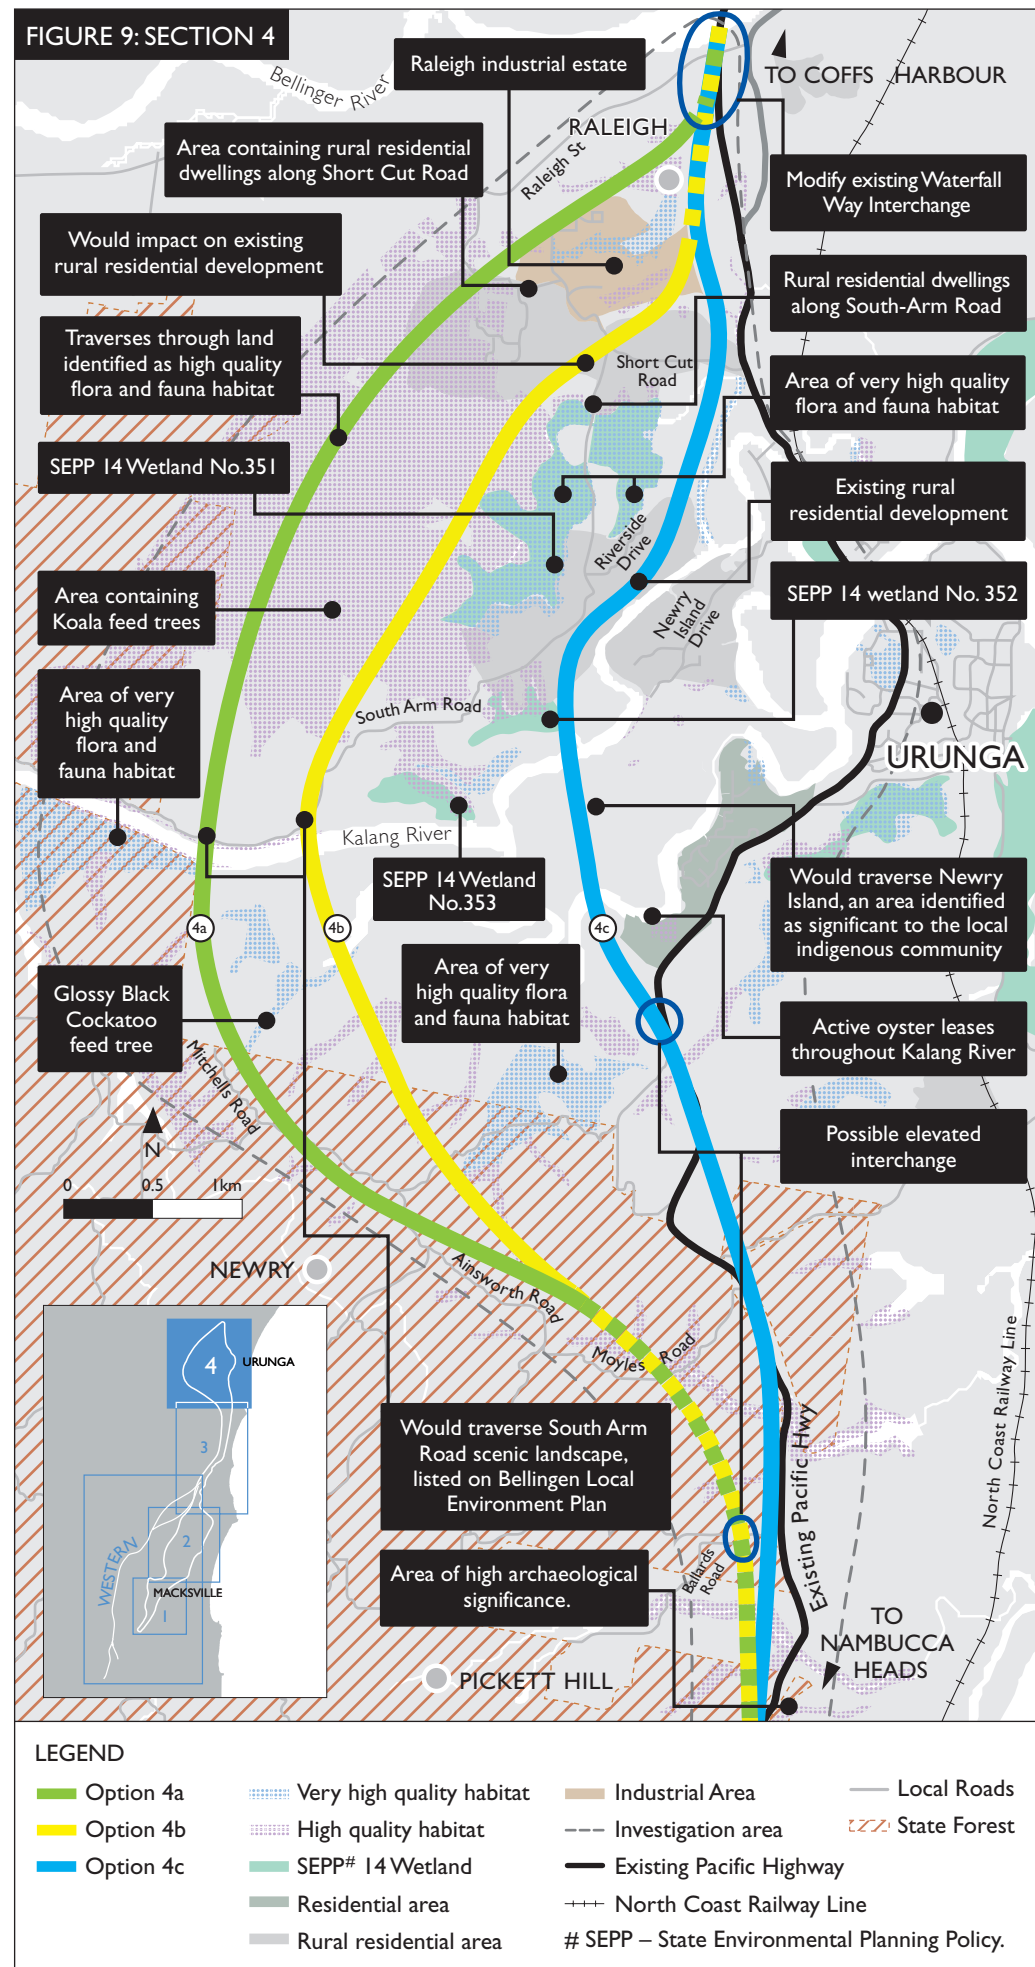 FIGURE 9: SECTION 4
Bellinger River
Raleigh industrial estate
TO COFFS HARBOUR
RALEIGH
Raleigh St
Area containing rural residential
dwellings along Short Cut Road
Modify existing Waterfall
Way Interchange
Would impact on existing
rural residential development
Rural residential dwellings
along South-Arm Road
Traverses through land
identified as high quality
flora and fauna habitat
Short Cut
Road
Area of very high quality
flora and fauna habitat
SEPP 14 Wetland No.351
Existing rural
residential development
Riverside
Drive
Newry
Island
Drive
Area containing
Koala feed trees
SEPP 14 wetland No. 352
Area of very
high quality
flora and
fauna habitat
South Arm Road
URUNGA
Kalang River
SEPP 14 Wetland
No.353
Would traverse Newry
Island, an area identified
as significant to the local
indigenous community
4a
4b
4c
Area of very
high quality flora
and fauna habitat
Glossy Black
Cockatoo
feed tree
Active oyster leases
throughout Kalang River
Mitchells Road
N
0 0.5 1km
Possible elevated
interchange
NEWRY
Ainsworth Road
Moyles Road
North Coast Railway Line
Existing Pacific Hwy
4
URUNGA
3
2
WESTERN
MACKSVILLE
1
Would traverse South Arm
Road scenic landscape,
listed on Bellingen Local
Environment Plan
Ballards
Road
Area of high archaeological
significance.
TO
NAMBUCCA
HEADS
PICKETT HILL
LEGEND
Option 4a
Option 4b
Option 4c
Very high quality habitat
High quality habitat
SEPP# 14 Wetland
Residential area
Rural residential area
Industrial Area
Investigation area
Existing Pacific Highway
North Coast Railway Line
# SEPP – State Environmental Planning Policy.
Local Roads
State Forest